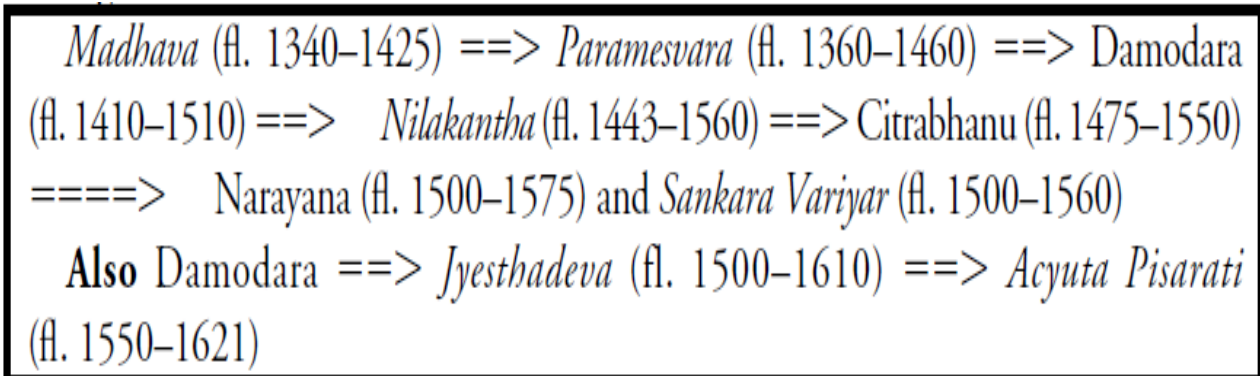 Madhava (fl. 1340–1425) ==> Paramesvara (fl. 1360–1460) ==> Damodara
(fl. 1410–1510) ==> Nilakantha (fl. 1443–1560) ==> Citrabhanu (fl. 1475–1550)
====> Narayana (fl. 1500–1575) and Sankara Variyar (fl. 1500–1560)
Also Damodara ==> Jyesthadeva (fl. 1500–1610) ==> Acyuta Pisarati
(fl. 1550–1621)